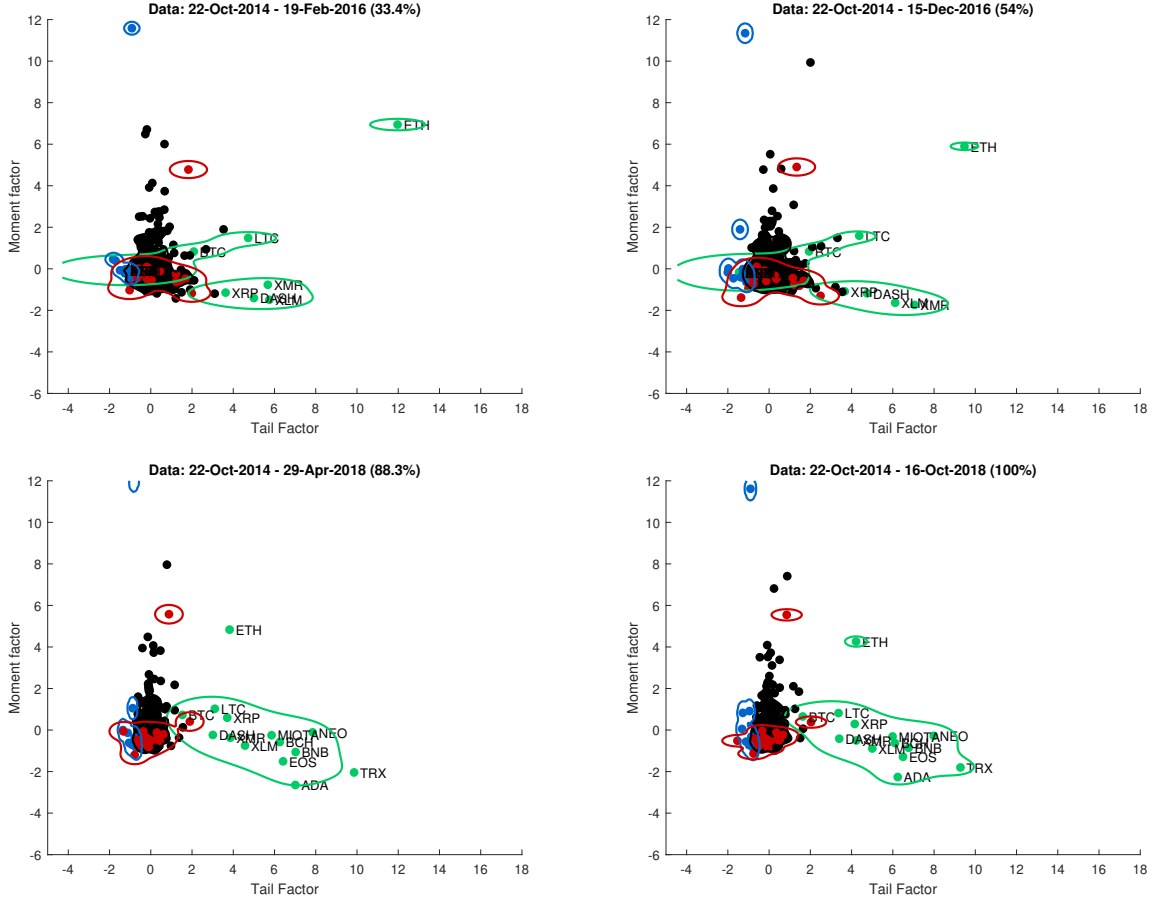 Data: 22-Oct-2014 - 19-Feb-2016 (33.4%)
12
10
8
6
4
2
0
-2
-4
-6
Moment factor
ETH
LTC
BTC
XMR
XRP
DASH
XLM
-4 -2 0 2 4 6 8 10 12 14 16 18
Tail Factor
Data: 22-Oct-2014 - 15-Dec-2016 (54%)
12
10
8
6
4
2
0
-2
-4
-6
Moment factor
ETH
LTC
BTC
XRP
DASH
XLM
XMR
-4 -2 0 2 4 6 8 10 12 14 16 18
Tail Factor
Data: 22-Oct-2014 - 29-Apr-2018 (88.3%)
12
10
8
6
4
2
0
-2
-4
-6
Moment factor
ETH
LTC
BTC
XRP
DASH
XMR
MIOTA
NEO
XLM
BCH
BNB
EOS
TRX
ADA
-4 -2 0 2 4 6 8 10 12 14 16 18
Tail Factor
Data: 22-Oct-2014 - 16-Oct-2018 (100%)
12
10
8
6
4
2
0
-2
-4
-6
Moment factor
ETH
LTC
BTC
XRP
DASH
XMR
MIOTA
NEO
BCH
XLM
BNB
EOS
TRX
ADA
-4 -2 0 2 4 6 8 10 12 14 16 18
Tail Factor